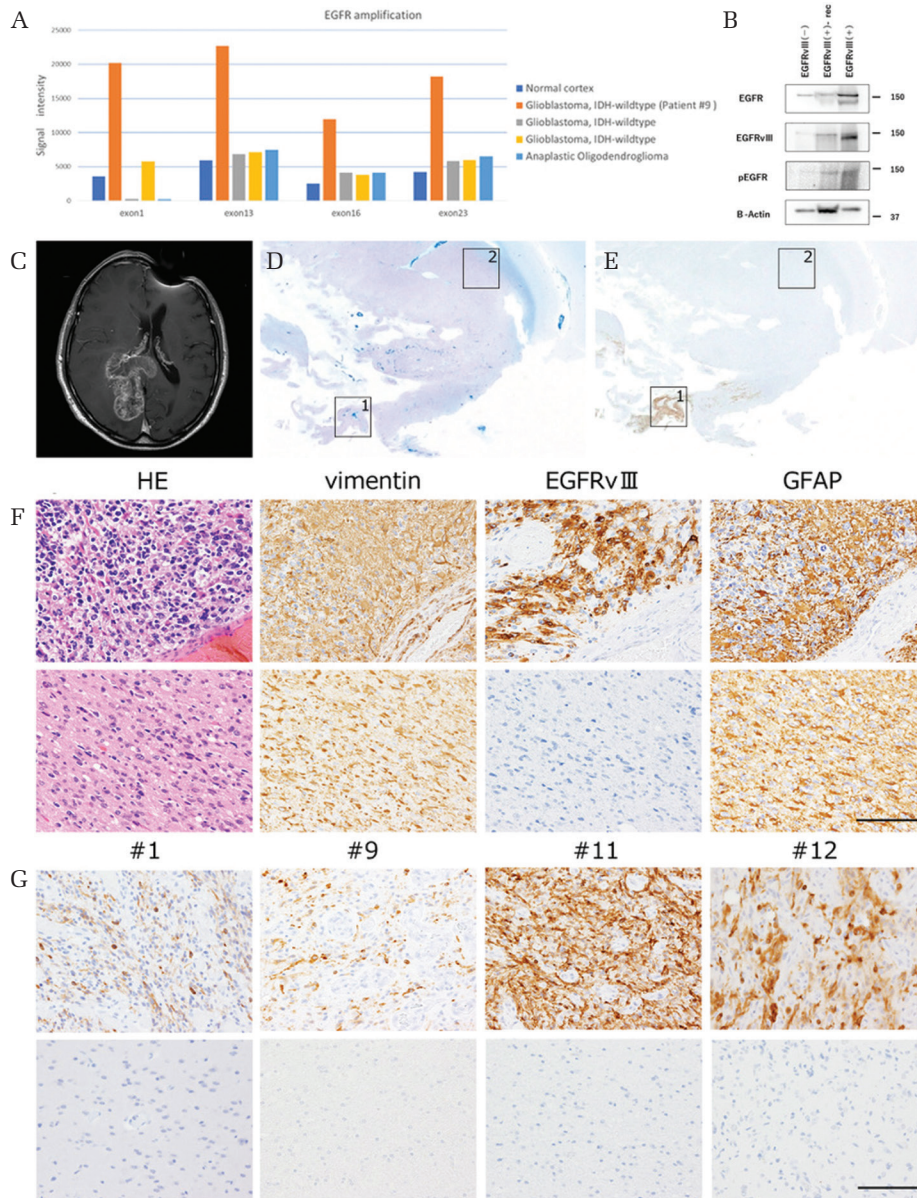 A
EGFR amplification
Signal intensity
25000
20000
15000
10000
5000
0
exon1
exon13
exon16
exon23
Normal cortex
Glioblastoma, IDH-wildtype (Patient #9 )
Glioblastoma, IDH-wildtype
Glioblastoma, IDH-wildtype
Anaplastic Oligodendroglioma
B
EGFRvIII(-)
EGFRvIII(+)- rec
EGFRvIII(+)
EGFR
150
EGFRvIII
150
pEGFR
150
B-Actin
37
C
D
2
1
E
2
1
HE
vimentin
EGFRvⅢ
GFAP
F
#1
#9
#11
#12
G